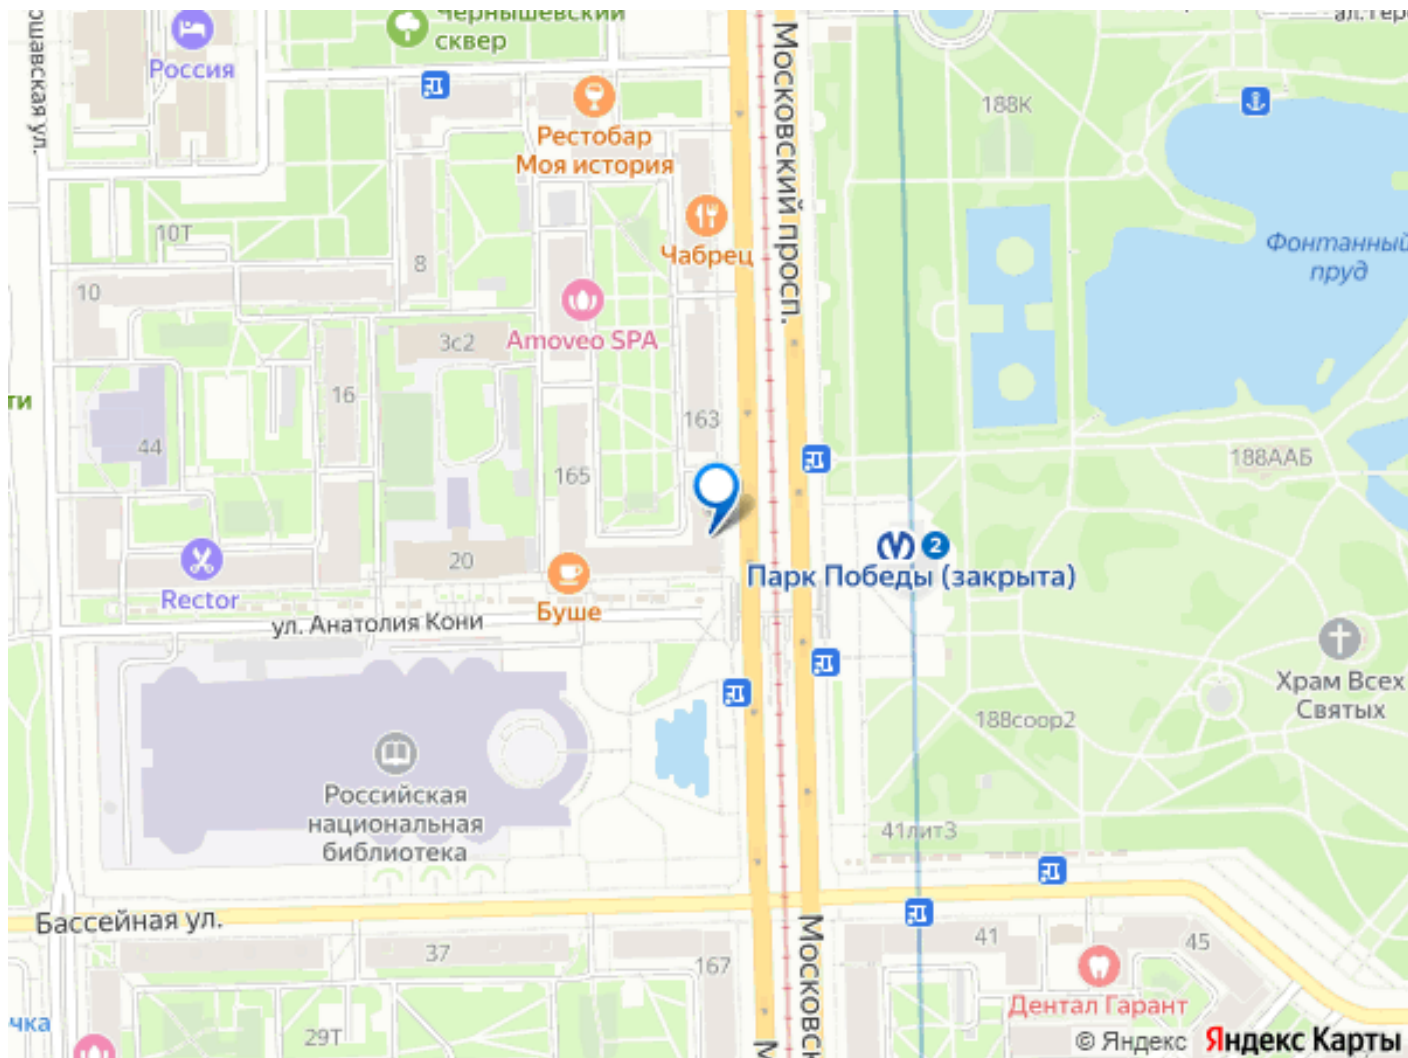 Чернышевский
сквер
Россия
Московский просп.
188К
Рестобар
Моя история
Чабрец
10Т
8
10
Фонтанный
пруд
Amoveo SPA
3с2
16
163
44
165
188ААБ
20
2
Парк Победы (закрыта)
Rector
Буше
ул. Анатолия Кони
Храм Всех
Святых
188соор2
Российская
национальная
библиотека
41лит3
Бассейная ул.
Московск
37
167
41
45
Дентал Гарант
29Т
чка
© Яндекс Яндекс Карты